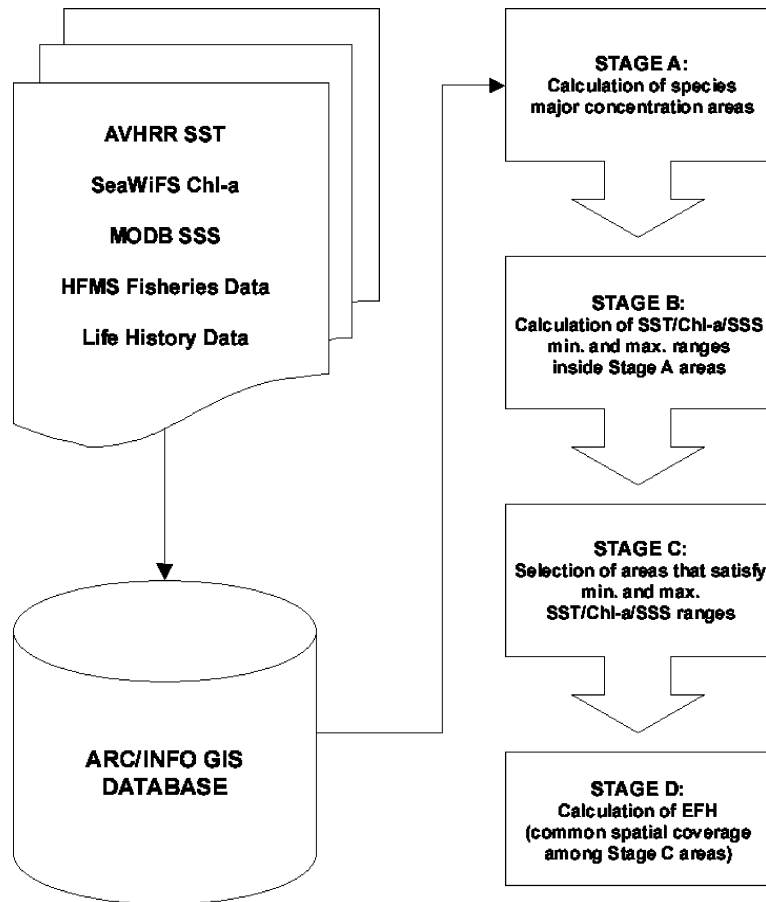 AVHRR SST
SeaWiFS Chl-a
MODB SSS
HFMS Fisheries Data
Life History Data
ARC/INFO GIS
DATABASE
STAGE A:
Calculation of species
major concentration areas
STAGE B:
Calculation of SST/Chl-a/SSS
min. and max. ranges
inside Stage A areas
STAGE C:
Selection of areas that satisfy
min. and max.
SST/Chl-a/SSS ranges
STAGE D:
Calculation of EFH
(common spatial coverage
among Stage C areas)